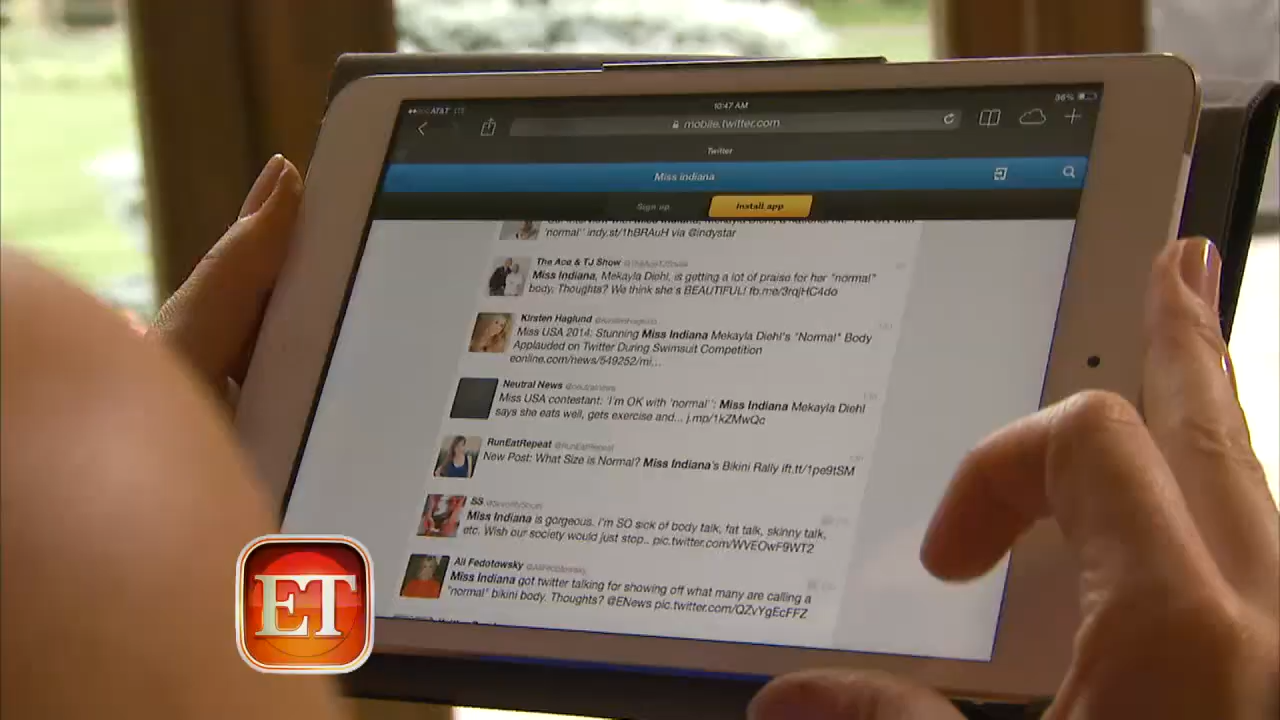 AT&T LTE
10:47 AM
36%
mobile.twitter.com
Twitter
Miss indiana
Sign up
Install app
'normal'' indy.st/1hBRAuH via @indystar
The Ace & TJ Show
Miss Indiana, Mekayla Diehl, is getting a lot of praise for her "normal"
body. Thoughts? We think she's BEAUTIFUL! fb.me/3rqjHC4do
Kirsten Haglund
Miss USA 2014: Stunning Miss Indiana Mekayla Diehl's "Normal" Body
Applauded on Twitter During Swimsuit Competition
eonline.com/news/549252/mi...
Neutral News @neutralnews
Miss USA contestant: 'I'm OK with 'normal'': Miss Indiana Mekayla Diehl
says she eats well, gets exercise and... j.mp/1kZMwQc
RunEatRepeat @RunEatRepeat
New Post: What Size is Normal? Miss Indiana's Bikini Rally ift.tt/1pe9tSM
SS
Miss Indiana is gorgeous. I'm SO sick of body talk, fat talk, skinny talk,
etc. Wish our society would just stop.. pic.twitter.com/WVEOwF9WT2
Ali Fedotowsky
Miss Indiana got twitter talking for showing off what many are calling a
"normal" bikini body. Thoughts? @ENews pic.twitter.com/QZvYgEcFFZ
ET